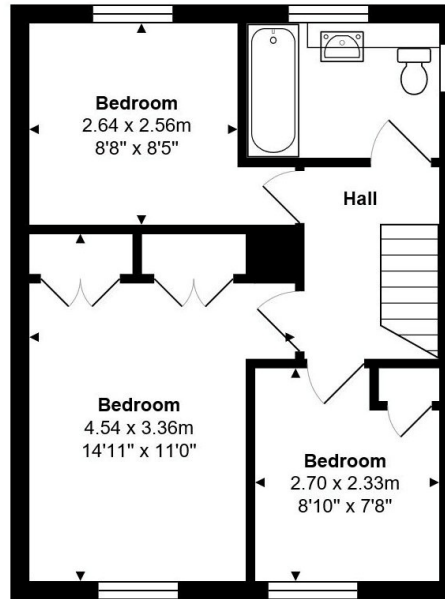 Bedroom
2.64 x 2.56m
8'8" x 8'5"
Hall
Bedroom
4.54 x 3.36m
14'11" x 11'0"
Bedroom
2.70 x 2.33m
8'10" x 7'8"